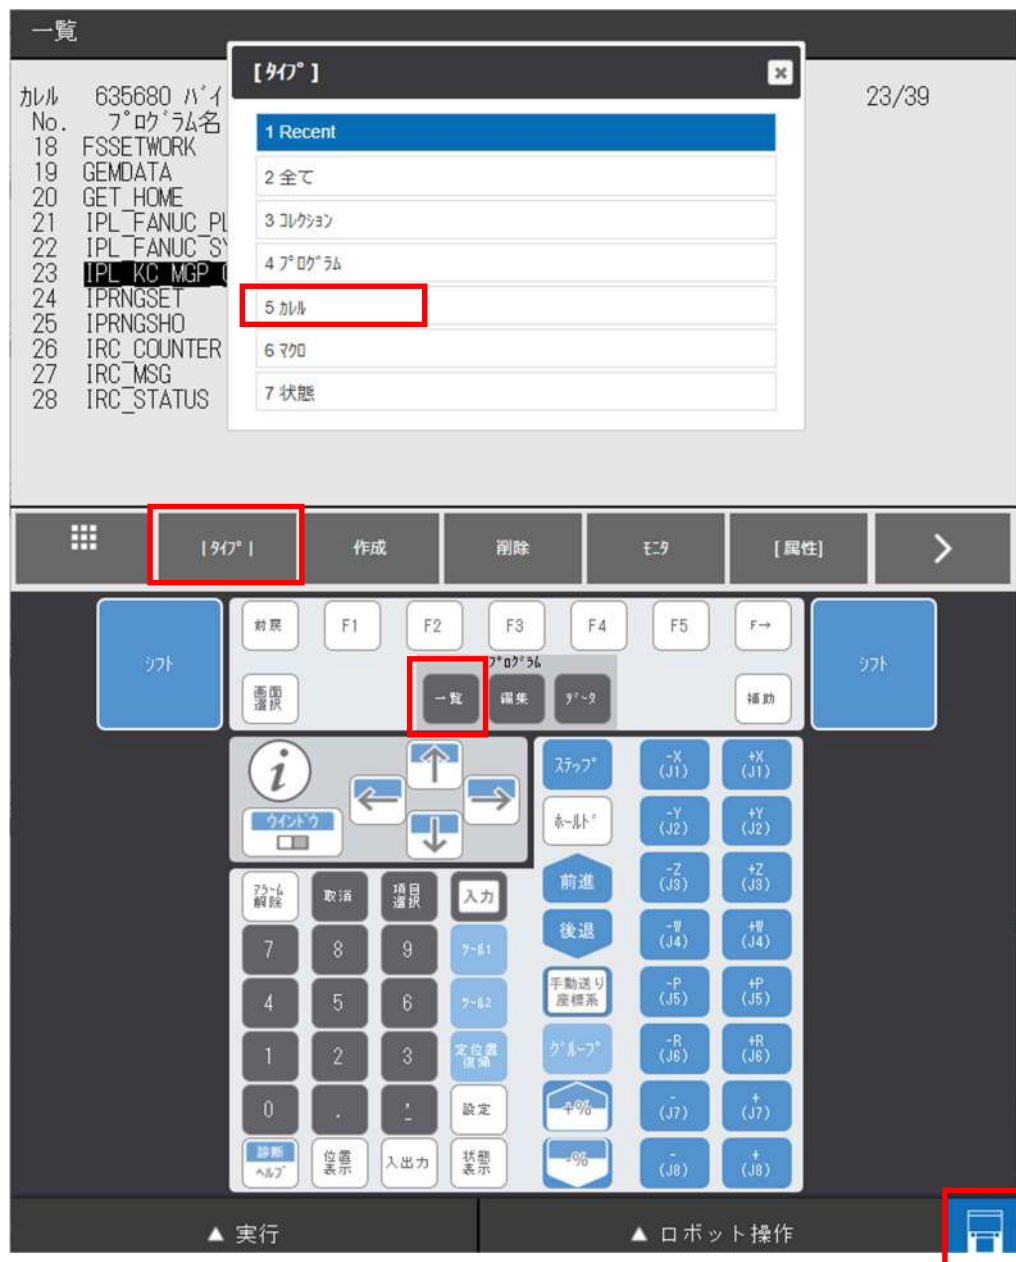 一覧
[ﾀｲﾌﾟ]
ｶﾚﾙ 635680 ﾊﾞｲ
23/39
No. ﾌﾟﾛｸﾞﾗﾑ名
18 FSSETWORK
19 GEMDATA
20 GET_HOME
21 IPL_FANUC_PL
22 IPL_FANUC_S
23 IPL_KC_MGP
24 IPRNGSET
25 IPRNGSHO
26 IRC_COUNTER
27 IRC_MSG
28 IRC_STATUS
1 Recent
2 全て
3 ｺﾚｸｼｮﾝ
4 ﾌﾟﾛｸﾞﾗﾑ
5 ｶﾚﾙ
6 ﾏｸﾛ
7 状態
[ﾀｲﾌﾟ] 作成 削除 ﾓﾆﾀ [属性] >
ｼﾌﾄ
前戻 F1 F2 F3 F4 F5 F→
ｼﾌﾄ
ﾌﾟﾛｸﾞﾗﾑ
画面
選択
一覧 編集 ﾃﾞｰﾀ 補助
i
ｳｲﾝﾄﾞｳ
ｽﾃｯﾌﾟ
-X
(J1)
+X
(J1)
ﾎｰﾙﾄﾞ
-Y
(J2)
+Y
(J2)
前進
-Z
(J3)
+Z
(J3)
ｱﾗｰﾑ
解除
取消
項目
選択
入力
後退
-W
(J4)
+W
(J4)
7 8 9 ﾂｰﾙ1
手動送り
座標系
-P
(J5)
+P
(J5)
4 5 6 ﾂｰﾙ2
ｸﾞﾙｰﾌﾟ
-R
(J6)
+R
(J6)
1 2 3
定位置
復帰
+%
-
(J7)
+
(J7)
0 . ,
-
設定
-%
-
(J8)
+
(J8)
診断
ﾍﾙﾌﾟ
位置
表示
入出力
状態
表示
▲ 実行
▲ ロボット操作